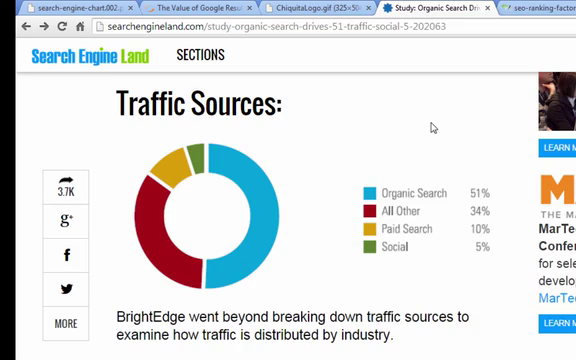 search-engine-chart.002.p
The Value of Google Resu
ChiquitaLogo.gif (325×50
Study: Organic Search Dri
seo-ranking-factor
searchengineland.com/study-organic-search-drives-51-traffic-social-5-202063
Search Engine Land
SECTIONS
Traffic Sources:
3.7K
g+
f
MORE
Organic Search 51%
All Other 34%
Paid Search 10%
Social 5%
BrightEdge went beyond breaking down traffic sources to
examine how traffic is distributed by industry.
LEARN M
M
THE MA
MarTe
Confe
for sele
develo
MarTe
LEARN M